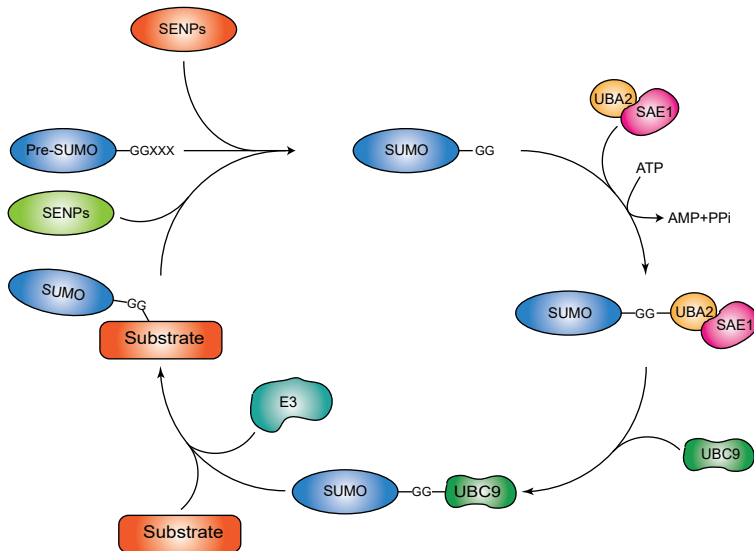 SENPs
Pre-SUMO
GGXXX
SENPs
SUMO
GG
UBA2
SAE1
ATP
AMP+PPi
SUMO
GG
Substrate
SUMO
GG
UBA2
SAE1
E3
UBC9
SUMO
GG
UBC9
Substrate